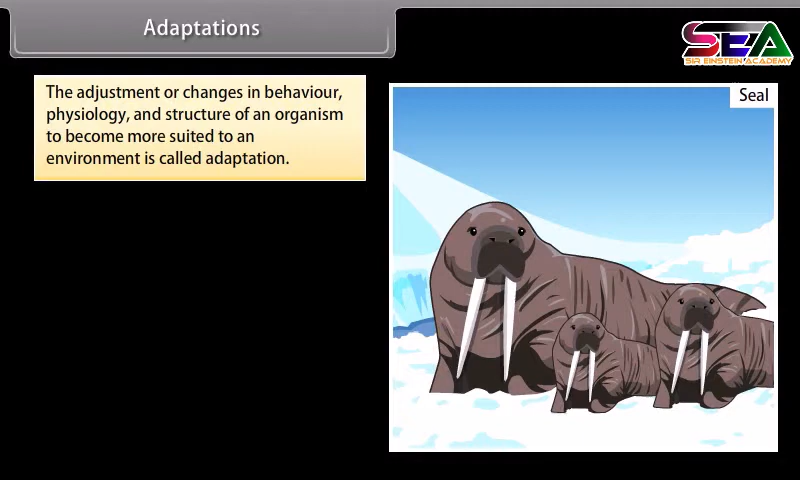 Adaptations
SEA
SIR EINSTEIN ACADEMY
The adjustment or changes in behaviour,
physiology, and structure of an organism
to become more suited to an
environment is called adaptation.
Seal